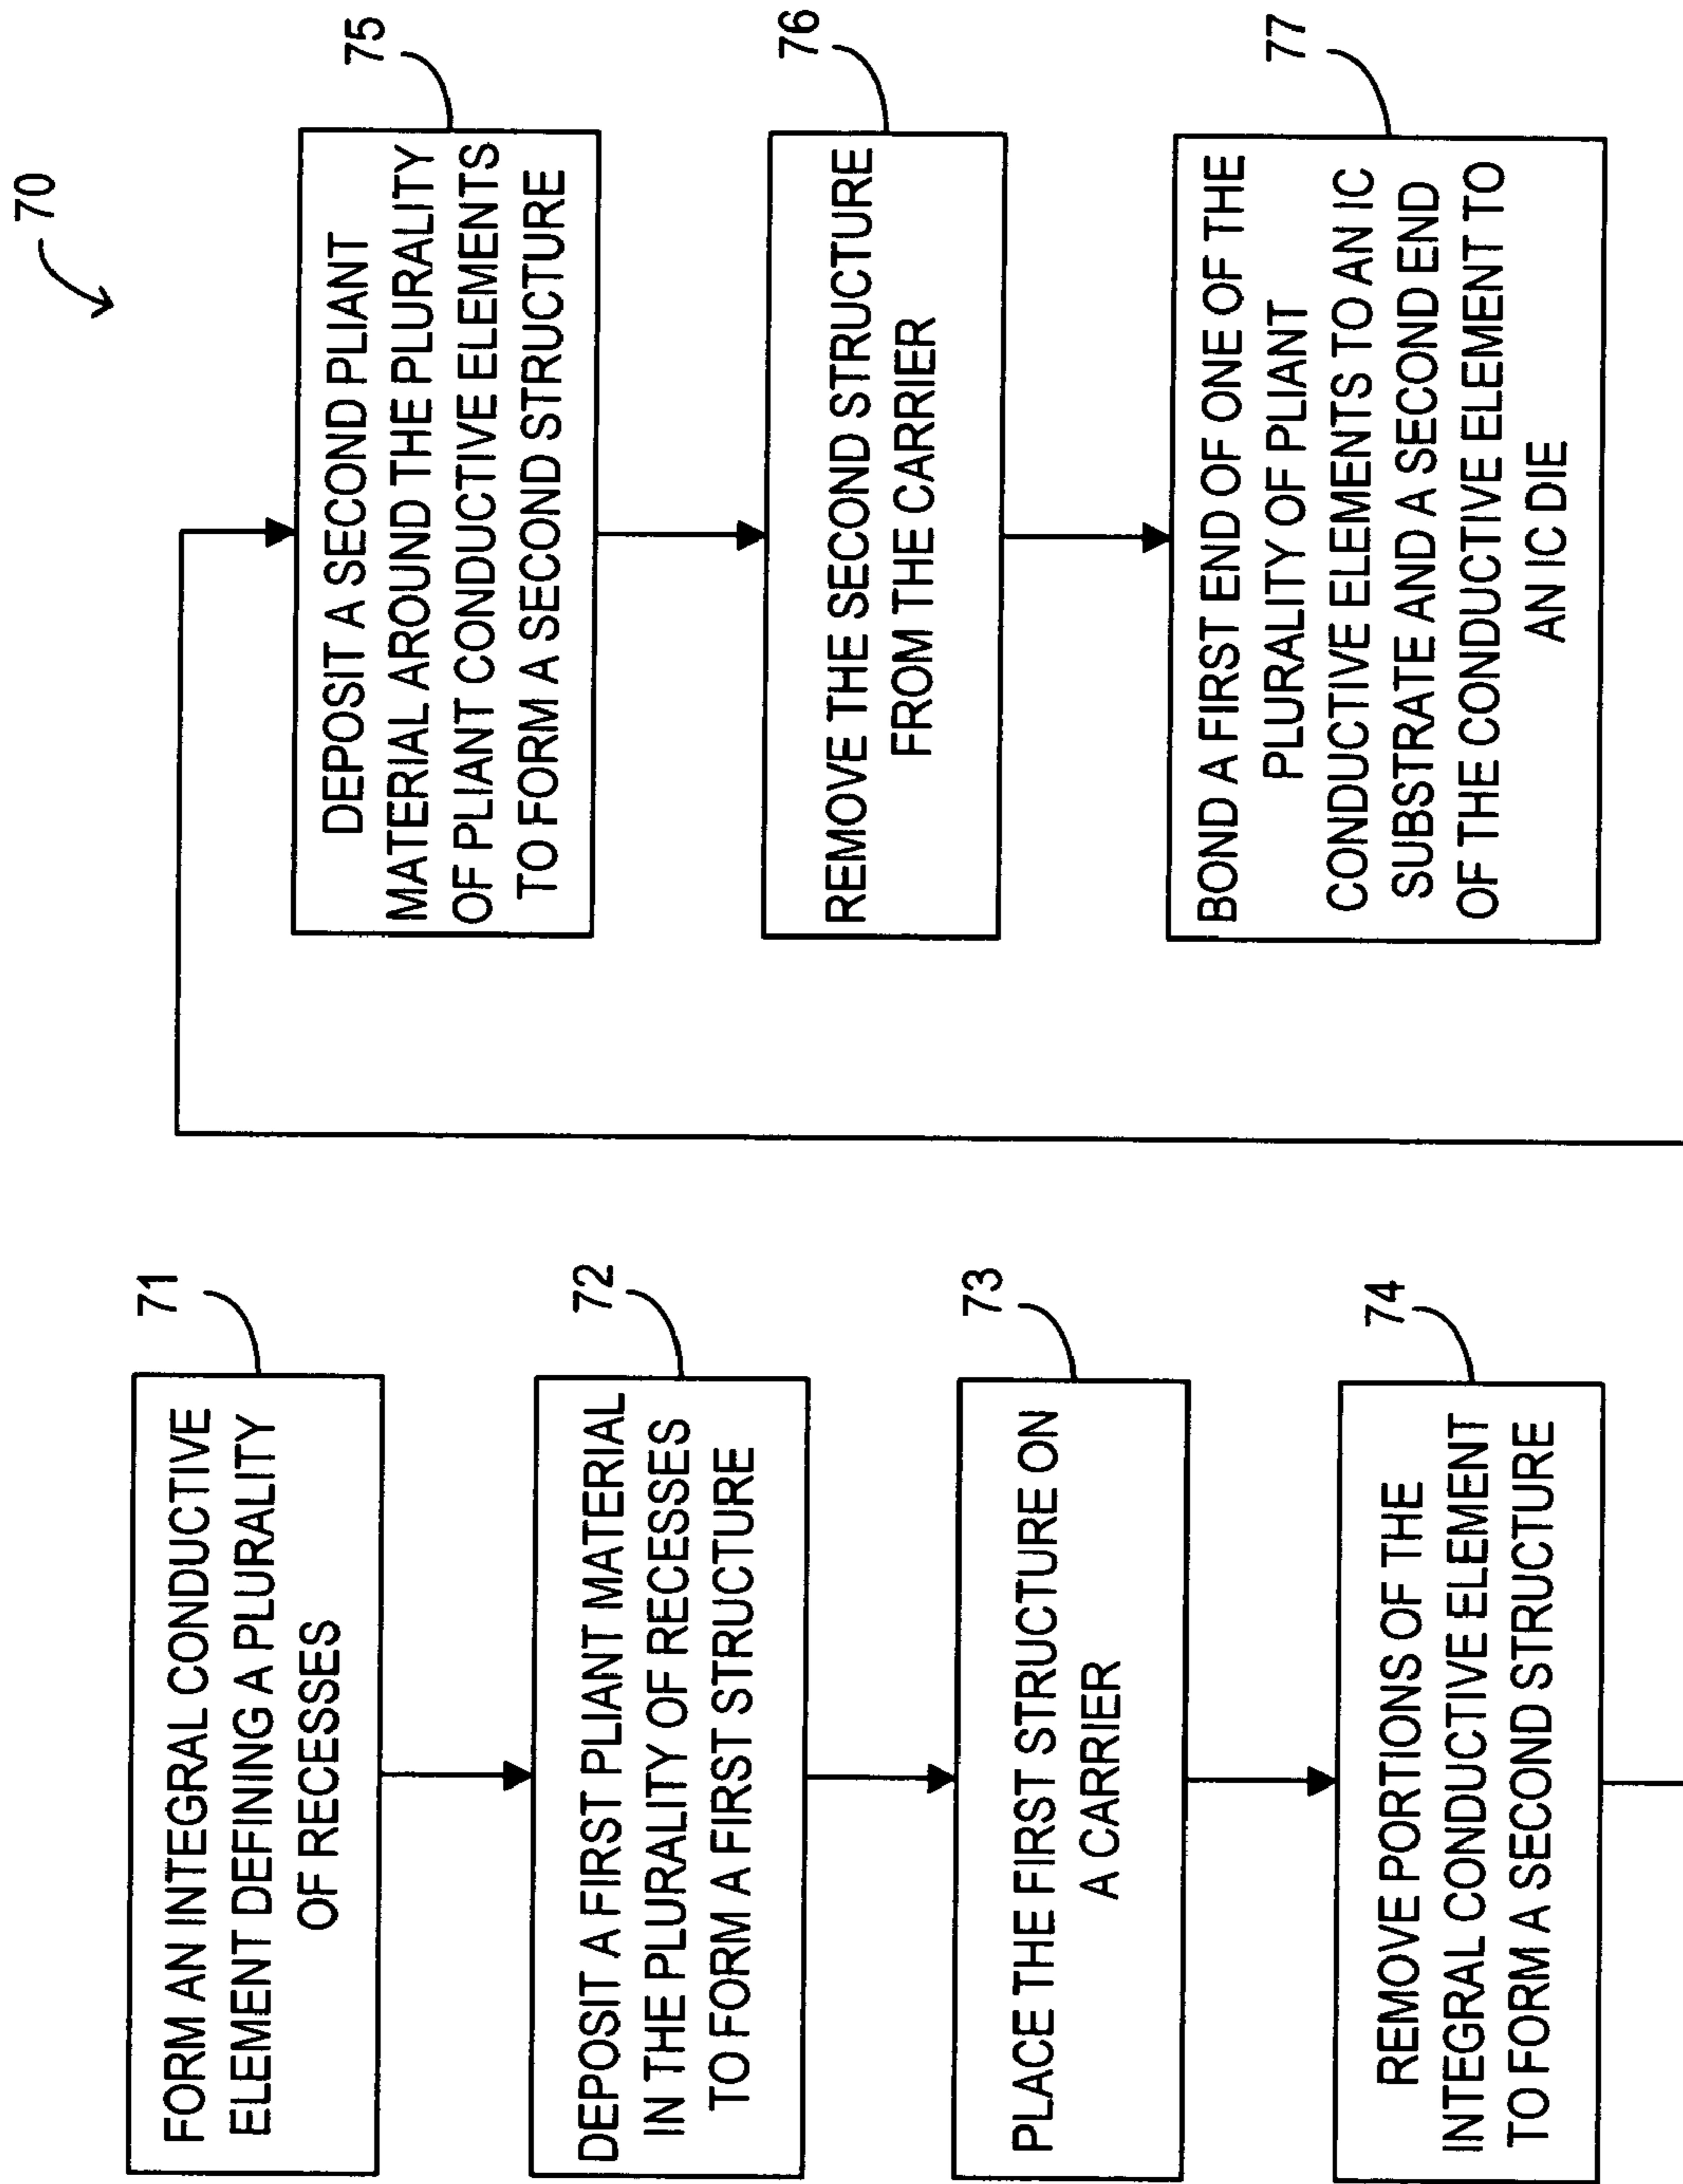 70
71
FORM AN INTEGRAL CONDUCTIVE
ELEMENT DEFINING A PLURALITY
OF RECESSES
72
DEPOSIT A FIRST PLIANT MATERIAL
IN THE PLURALITY OF RECESSES
TO FORM A FIRST STRUCTURE
73
PLACE THE FIRST STRUCTURE ON
A CARRIER
74
REMOVE PORTIONS OF THE
INTEGRAL CONDUCTIVE ELEMENT
TO FORM A SECOND STRUCTURE
75
DEPOSIT A SECOND PLIANT
MATERIAL AROUND THE PLURALITY
OF PLIANT CONDUCTIVE ELEMENTS
TO FORM A SECOND STRUCTURE
76
REMOVE THE SECOND STRUCTURE
FROM THE CARRIER
77
BOND A FIRST END OF ONE OF THE
PLURALITY OF PLIANT
CONDUCTIVE ELEMENTS TO AN IC
SUBSTRATE AND A SECOND END
OF THE CONDUCTIVE ELEMENT TO
AN IC DIE